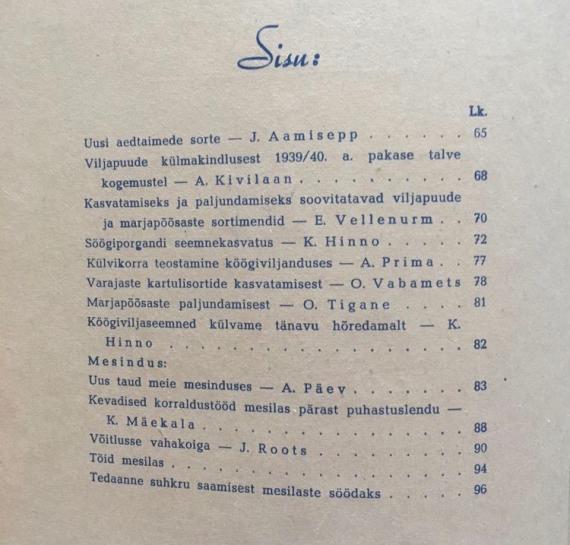 Sisu:
Lk.
Uusi aedtaimede sorte — J. Aamisepp . . . . . . 65
Viljapuude külmakindlusest 1939/40. a. pakase talve
kogemustel — A. Kivilaan . . . . . . . . . 68
Kasvatamiseks ja paljundamiseks soovitatavad viljapuude
ja marjapõõsaste sortimendid — E. Vellenurm . . 70
Söögiporgandi seemnekasvatus — K. Hinno . . . . . 72
Külvikorra teostamine köögiviljanduses — A. Prima . . 77
Varajaste kartulisortide kasvatamisest — O. Vabamets 78
Marjapõõsaste paljundamisest — O. Tigane . . . . 81
Köögiviljaseemned külvame tänavu hõredamalt — K.
Hinno . . . . . . . . . . . . . . . . 82
Mesindus:
Uus taud meie mesinduses — A. Päev . . . . . . . 83
Kevadised korraldustööd mesilas pärast puhastuslendu —
K. Mäekala . . . . . . . . . . . . . . 88
Võitlusse vahakoiga — J. Roots . . . . . . . . 90
Töid mesilas . . . . . . . . . . . . . . . 94
Tedaanne suhkru saamisest mesilaste söödaks . . . . 96